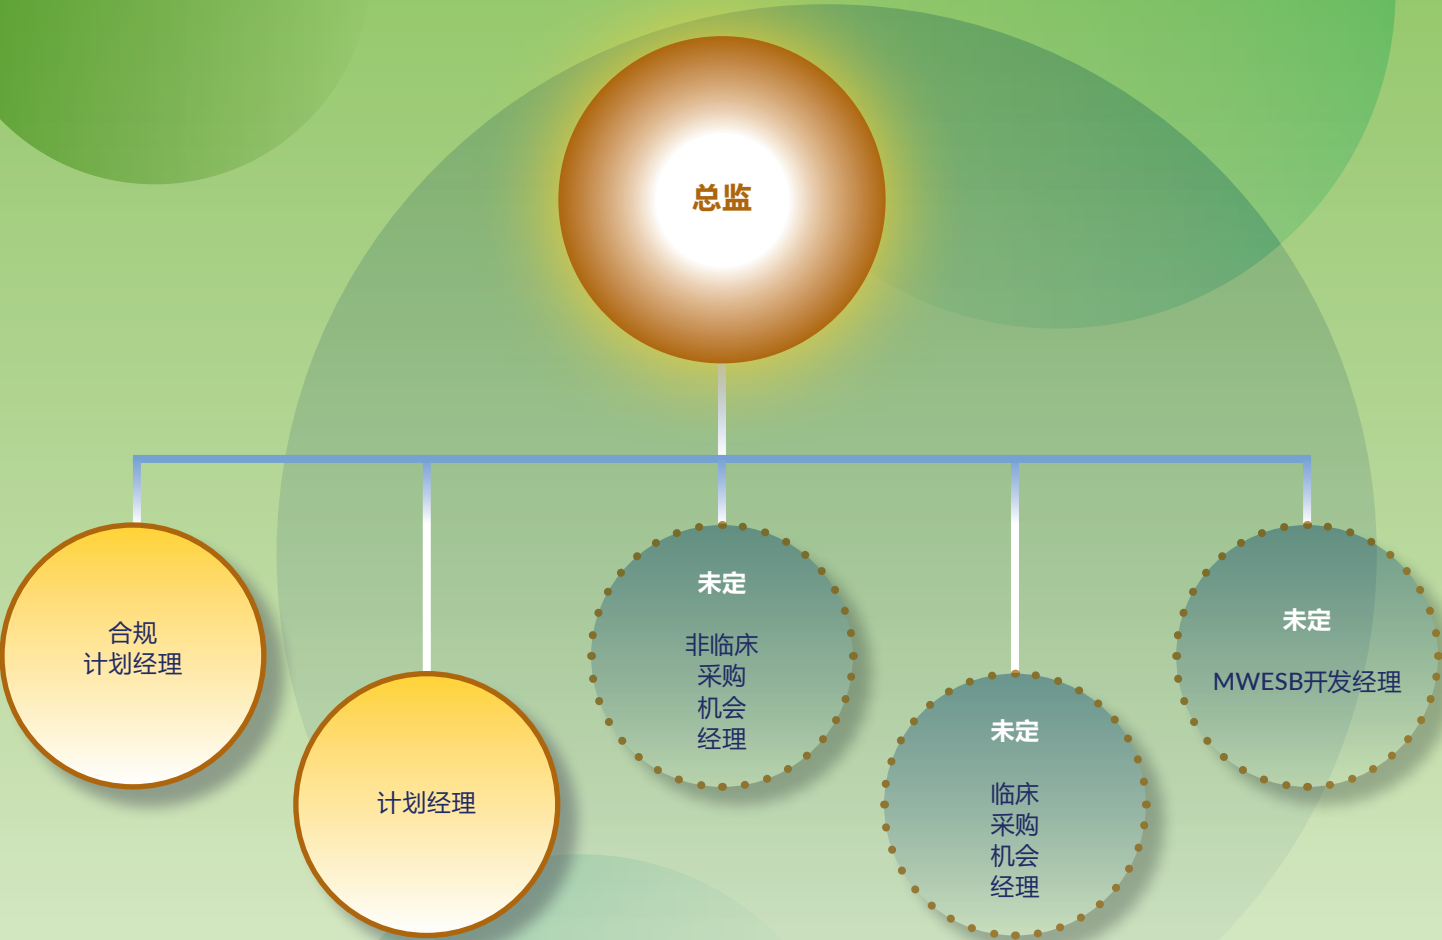 总监
合规
计划经理
计划经理
未定
非临床
采购
机会
经理
未定
临床
采购
机会
经理
未定
MWESB开发经理